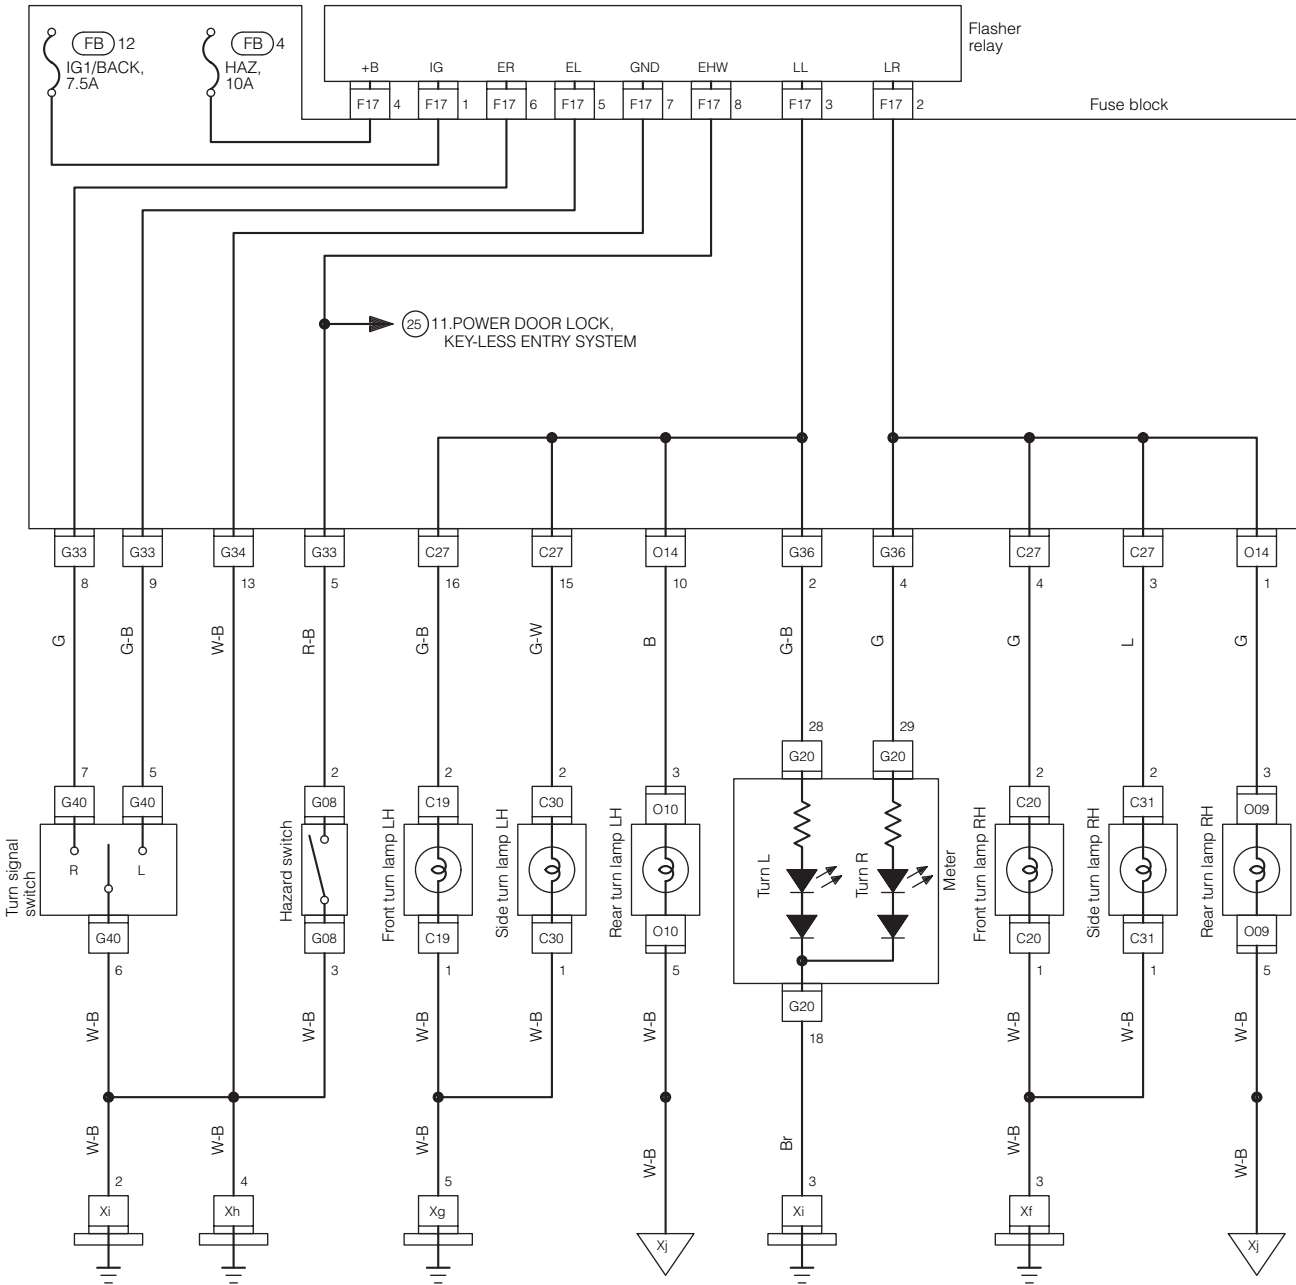 FB 12
IG1/BACK,
7.5A
FB 4
HAZ,
10A
Flasher
relay
+B IG ER EL GND EHW LL LR
F17 4 F17 1 F17 6 F17 5 F17 7 F17 8 F17 3 F17 2
Fuse block
25 11.POWER DOOR LOCK,
KEY-LESS ENTRY SYSTEM
G33 G33 G34 G33 C27 C27 O14 G36 G36 C27 C27 O14
8 9 13 5 16 15 10 2 4 4 3 1
G G-B W-B R-B G-B G-W B G-B G G L G
28 29
G20 G20
7 5 2 2 2 3 2 2 3
G40 G40 G08 C19 C30 O10 C20 C31 O09
Turn signal
switch
R L
Hazard switch
Front turn lamp LH
Side turn lamp LH
Rear turn lamp LH
Turn L
Turn R
Meter
Front turn lamp RH
Side turn lamp RH
Rear turn lamp RH
G40 G08 C19 C30 O10 C20 C31 O09
6 3 1 1 5 1 1 5
G20
18
W-B W-B W-B W-B W-B W-B W-B W-B
W-B W-B W-B W-B Br W-B W-B
2 4 5 3 3
Xi Xh Xg Xj Xi Xf Xj